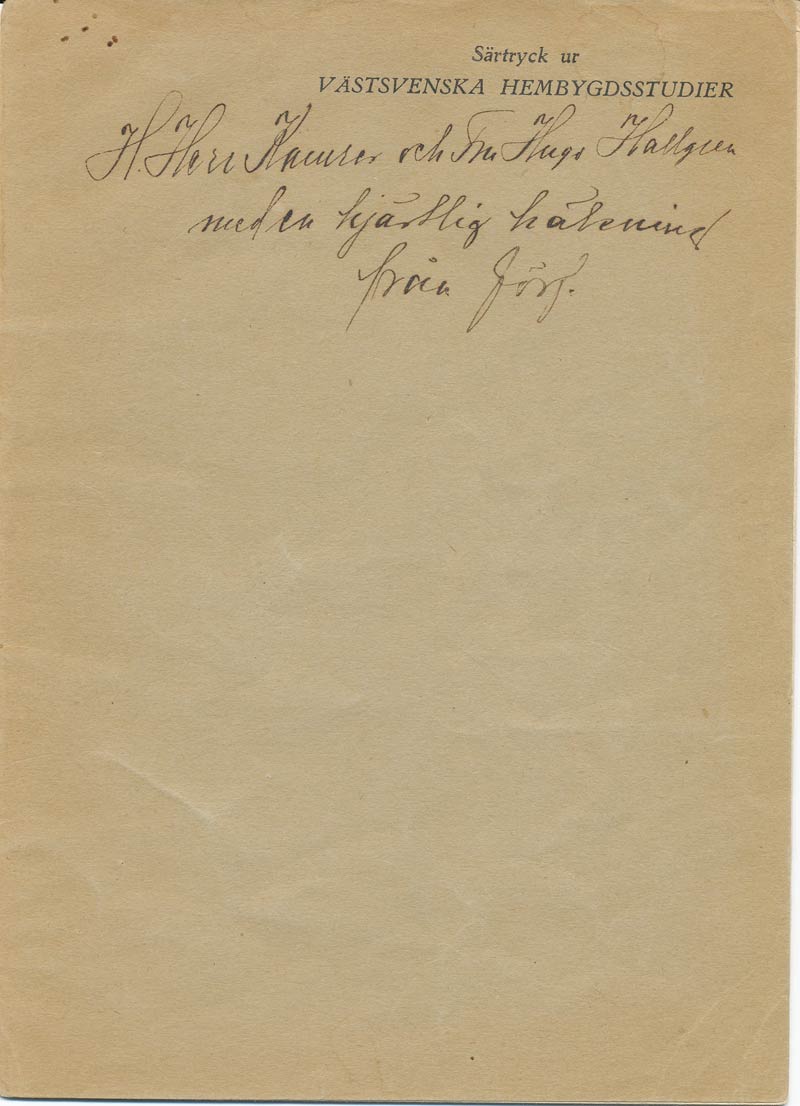 Särtryck ur
VÄSTSVENSKA HEMBYGDSSTUDIER
H. Herr Kamrer och Fru Hugo Hallgren
med en hjärtlig hälsning
från Förf.